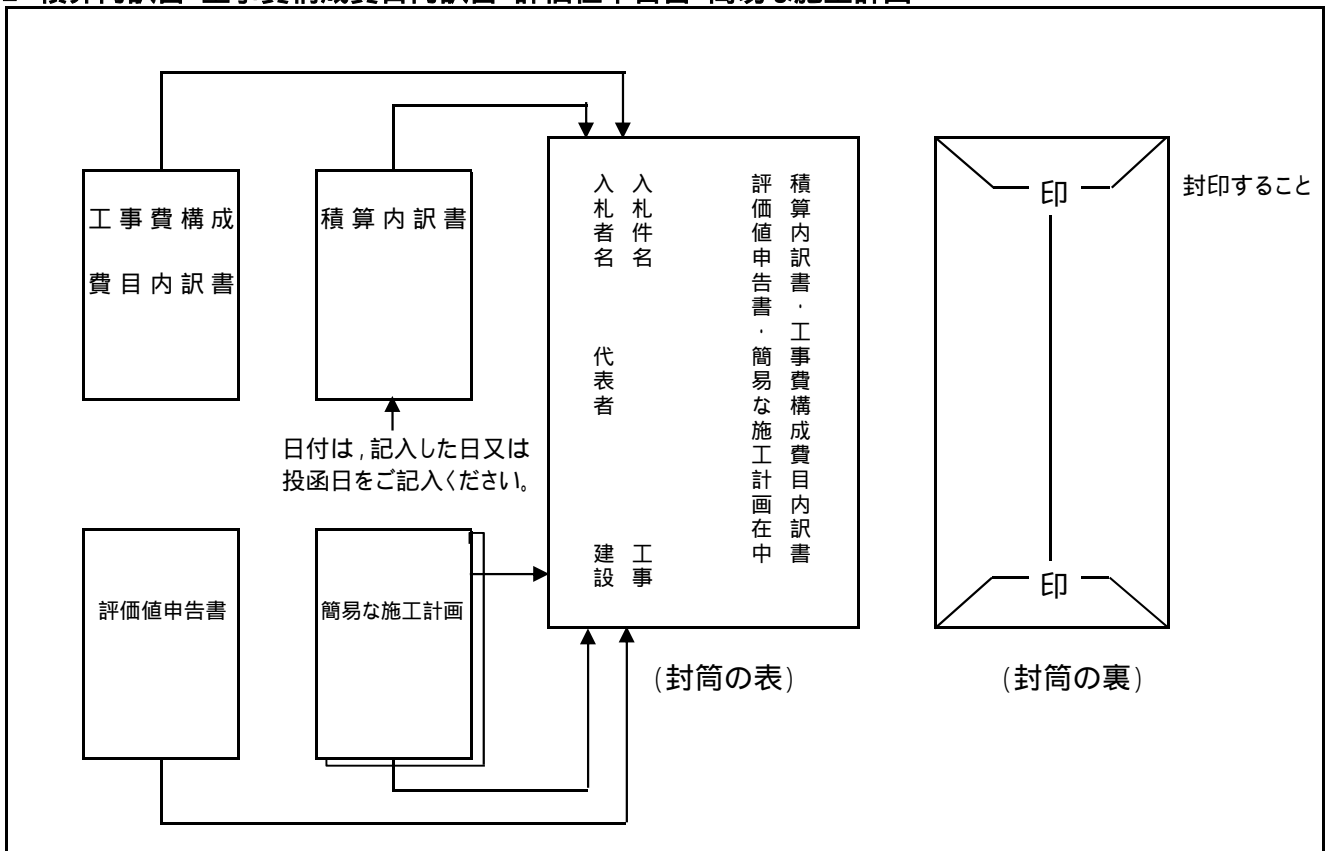 工事費構成
費目内訳書
積算内訳書
日付は,記入した日又は
投函日をご記入ください。
評価値申告書
簡易な施工計画
積算内訳書・工事費構成費目内訳書
評価値申告書・簡易な施工計画在中
入札件名 工事
入札者名 代表者 建設
(封筒の表)
印
印
封印すること
(封筒の裏)